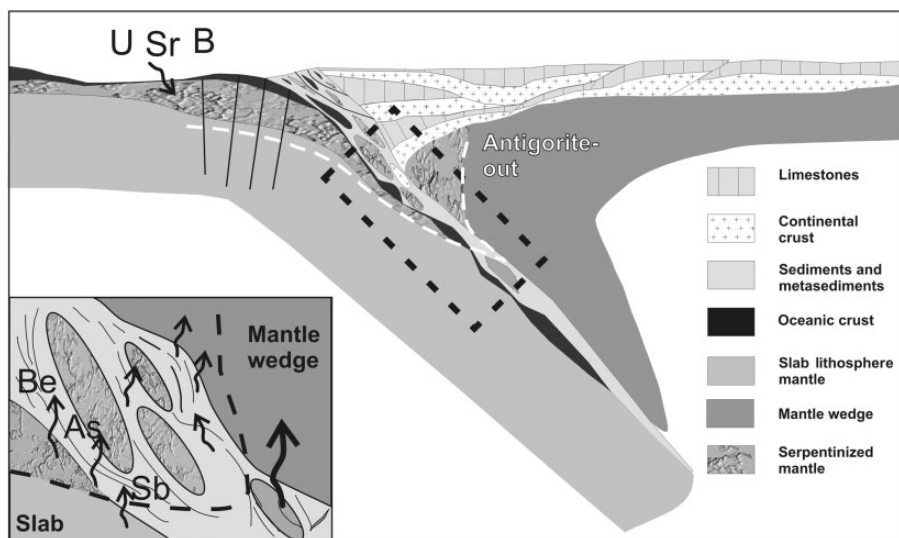 U Sr B
Antigorite-
out
Limestones
Continental
crust
Sediments and
metasediments
Oceanic crust
Slab lithosphere
mantle
Mantle wedge
Serpentinized
mantle
Mantle
wedge
Be
As
Sb
Slab